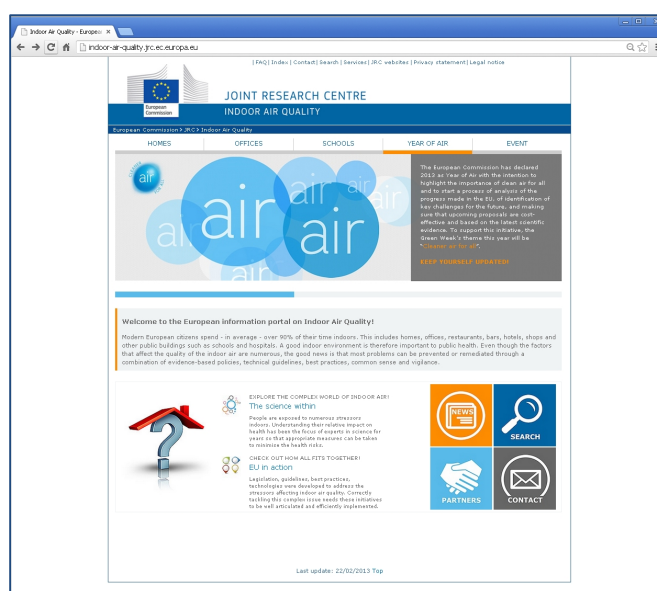 Indoor Air Quality - Europea
indoor-air-quality.jrc.ec.europa.eu
| FAQ | Index | Contact | Search | Services | JRC websites | Privacy statement | Legal notice
European
Commission
JOINT RESEARCH CENTRE
INDOOR AIR QUALITY
European Commission > JRC > Indoor Air Quality
HOMES OFFICES SCHOOLS YEAR OF AIR EVENT
air
air
air
air
air
air
air
The European Commission has declared
2013 as Year of Air with the intention to
highlight the importance of clean air for all
and to start a process of analysis of the
progress made in the EU, of identification of
key challenges for the future, and making
sure that upcoming proposals are cost-
affective and based on the latest scientific
evidence. To support this initiative, the
Green Week's theme this year will be
"Cleaner air for all".
KEEP YOURSELF UPDATED!
Welcome to the European information portal on Indoor Air Quality!
Modern European citizens spend - in average - over 90% of their time indoors. This includes homes, offices, restaurants, bars, hotels, shops and
other public buildings such as schools and hospitals. A good indoor environment is therefore important to public health. Even though the factors
that affect the quality of the indoor air are numerous, the good news is that most problems can be prevented or remediated through a
combination of evidence-based policies, technical guidelines, best practices, common sense and vigilance.
EXPLORE THE COMPLEX WORLD OF INDOOR AIR!
The science within
People are exposed to numerous stressors
indoors. Understanding their relative impact on
health has been the focus of experts in science for
years so that appropriate measures can be taken
to minimize the health risks.
CHECK OUT HOW ALL FITS TOGETHER!
EU in action
Legislation, guidelines, best practices,
technologies were developed to address the
stressors affecting indoor air quality. Correctly
tackling this complex issue needs these initiatives
to be well articulated and efficiently implemented.
NEWS
SEARCH
PARTNERS
CONTACT
Last update: 22/02/2013 Top